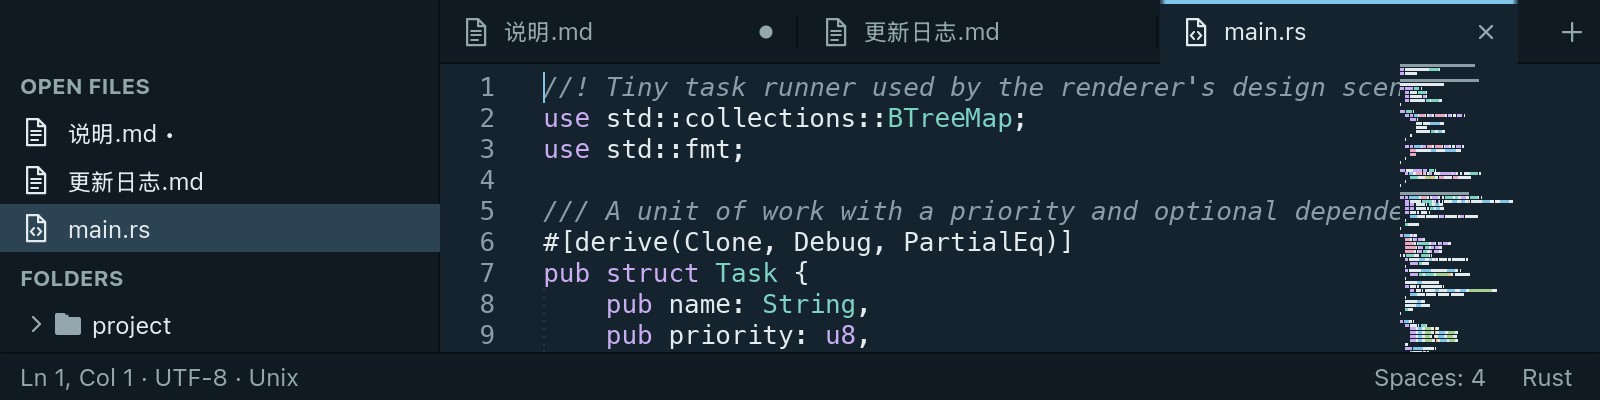 说明.md
更新日志.md
main.rs
OPEN FILES
说明.md •
更新日志.md
main.rs
FOLDERS
project
1 //! Tiny task runner used by the renderer's design scen
2 use std::collections::BTreeMap;
3 use std::fmt;
4
5 /// A unit of work with a priority and optional depende
6 #[derive(Clone, Debug, PartialEq)]
7 pub struct Task {
8 pub name: String,
9 pub priority: u8,
Ln 1, Col 1 · UTF-8 · Unix
Spaces: 4
Rust